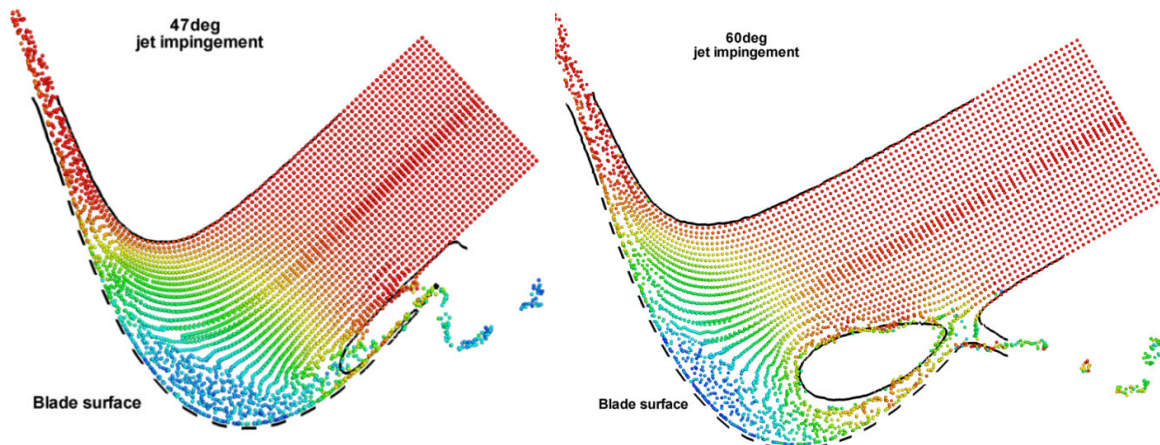 47deg
jet impingement
Blade surface
60deg
jet impingement
Blade surface